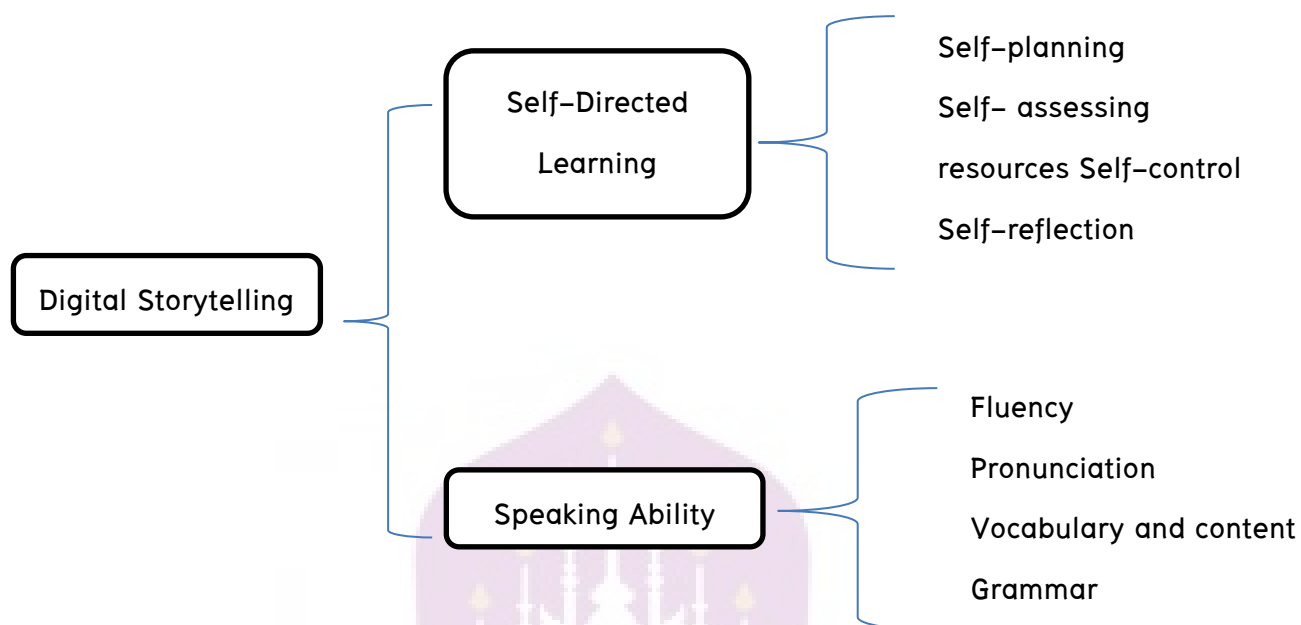 Self-Directed
Learning
Self-planning
Self- assessing
resources Self-control
Self-reflection
Digital Storytelling
Speaking Ability
Fluency
Pronunciation
Vocabulary and content
Grammar